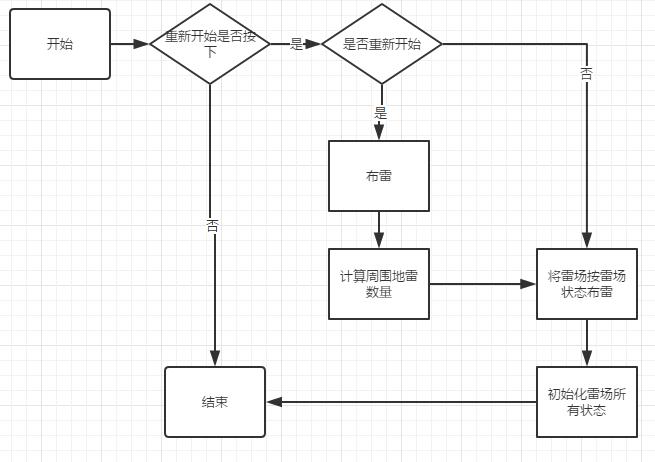 开始
重新开始是否按
下
是
是否重新开始
否
是
布雷
否
计算周围地雷
数量
将雷场按雷场
状态布雷
结束
初始化雷场所
有状态